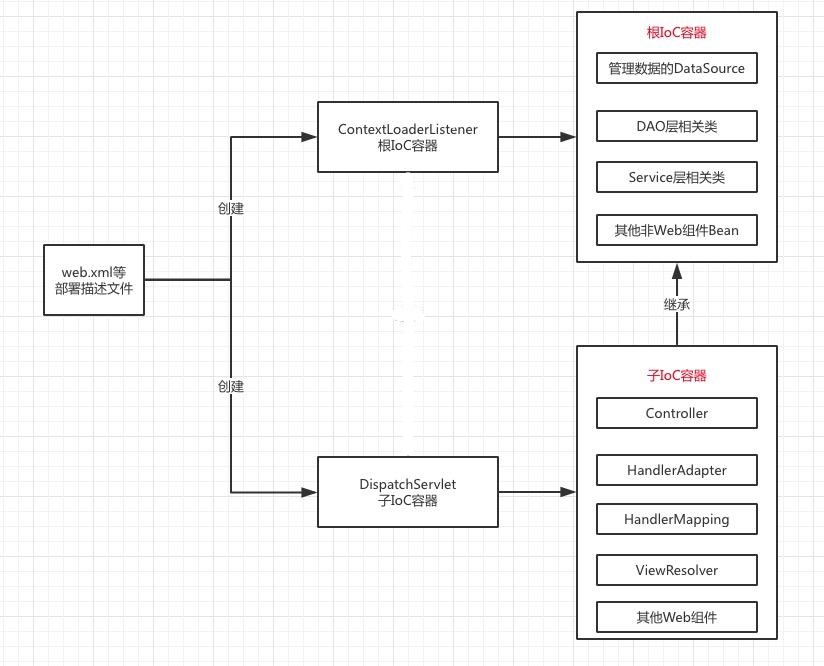 web.xml等
部署描述文件
创建
创建
ContextLoaderListener
根IoC容器
DispatchServlet
子IoC容器
根IoC容器
管理数据的DataSource
DAO层相关类
Service层相关类
其他非Web组件Bean
继承
子IoC容器
Controller
HandlerAdapter
HandlerMapping
ViewResolver
其他Web组件